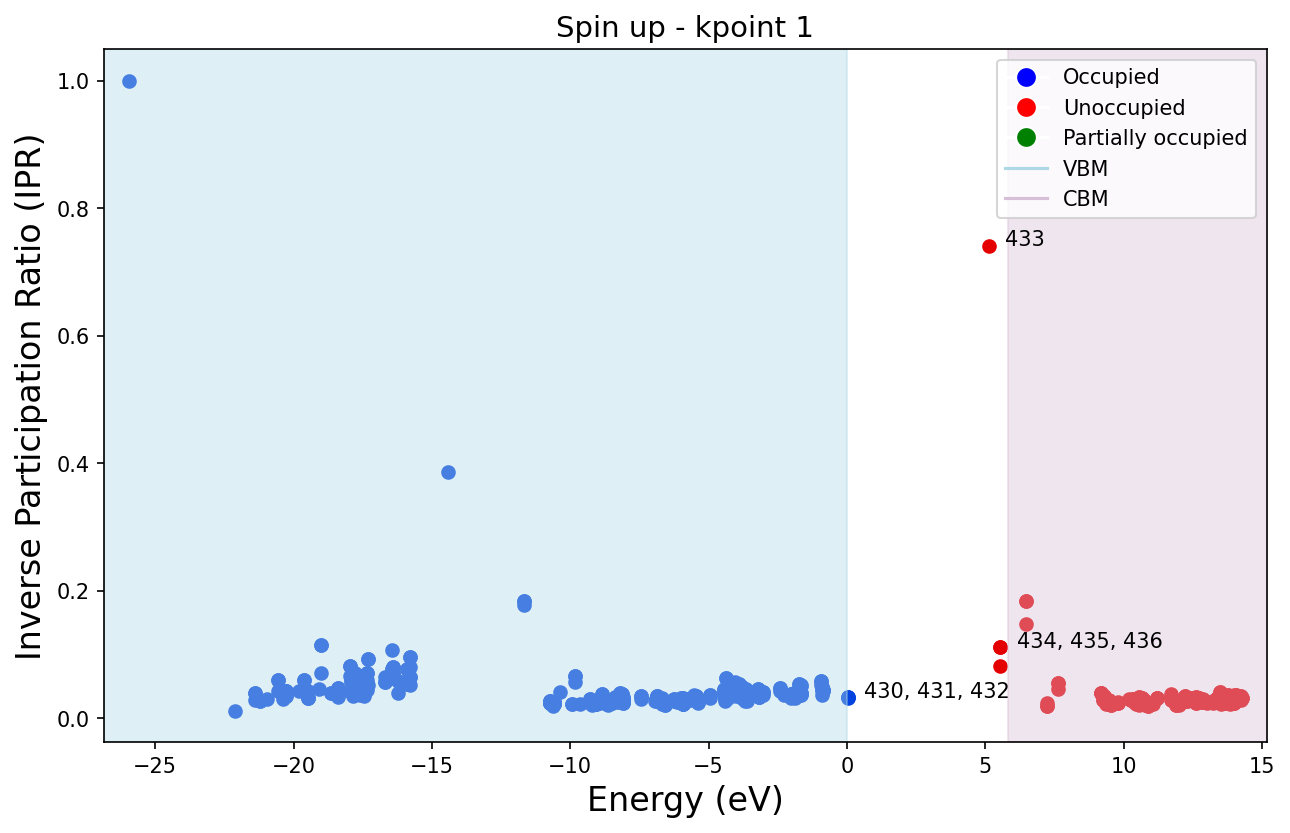 Spin up - kpoint 1
Inverse Participation Ratio (IPR)
1.0
0.8
0.6
0.4
0.2
0.0
Occupied
Unoccupied
Partially occupied
VBM
CBM
433
434, 435, 436
430, 431, 432
−25
−20
−15
−10
−5
0
5
10
15
Energy (eV)